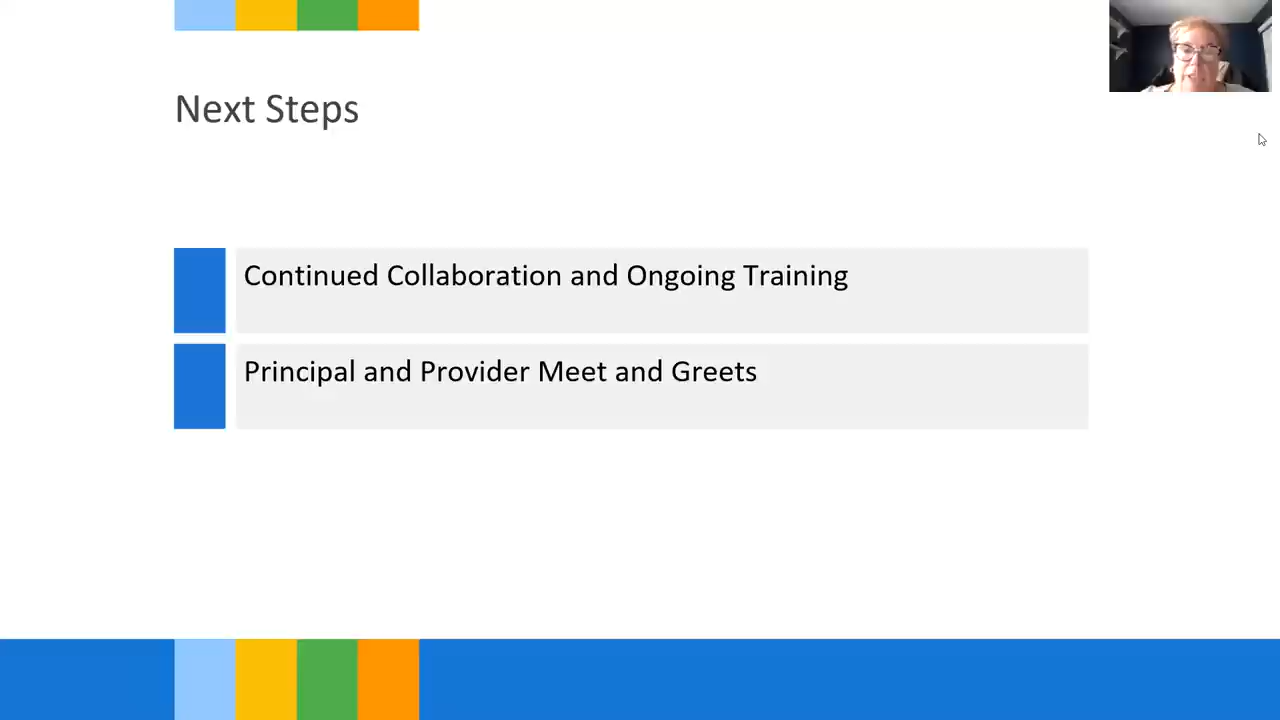 Next Steps
Continued Collaboration and Ongoing Training
Principal and Provider Meet and Greets